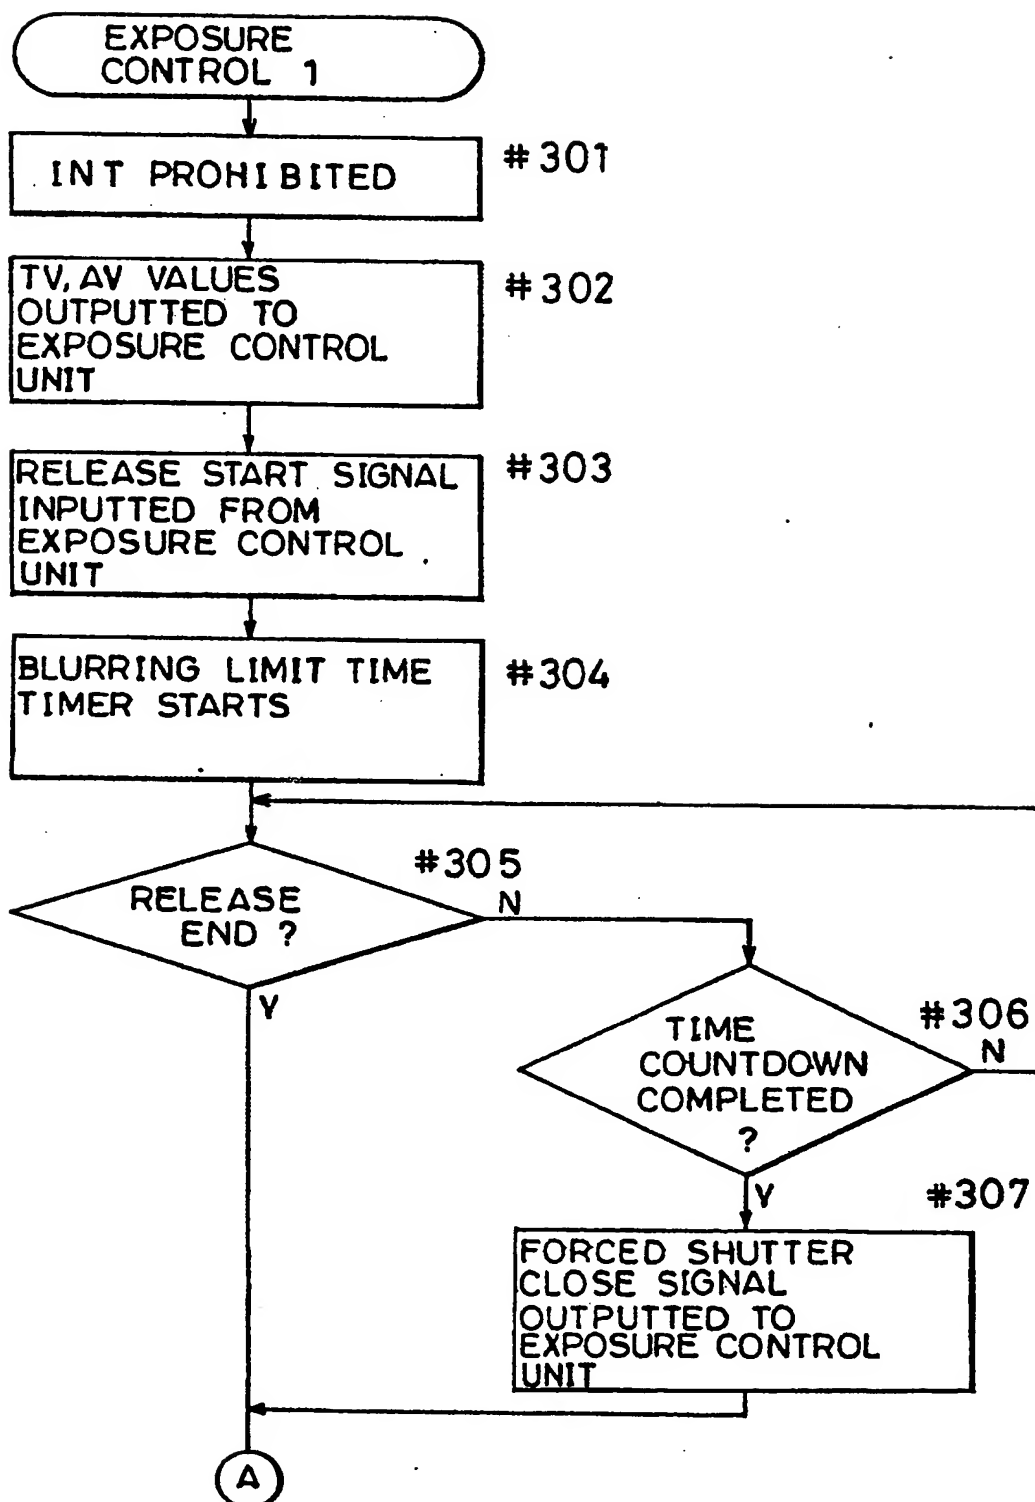 EXPOSURE
CONTROL 1
INT PROHIBITED
#301
TV, AV VALUES
OUTPUTTED TO
EXPOSURE CONTROL
UNIT
#302
RELEASE START SIGNAL
INPUTTED FROM
EXPOSURE CONTROL
UNIT
#303
BLURRING LIMIT TIME
TIMER STARTS
#304
#305
RELEASE
END ?
N
Y
#306
TIME
COUNTDOWN
COMPLETED
?
N
Y
#307
FORCED SHUTTER
CLOSE SIGNAL
OUTPUTTED TO
EXPOSURE CONTROL
UNIT
A